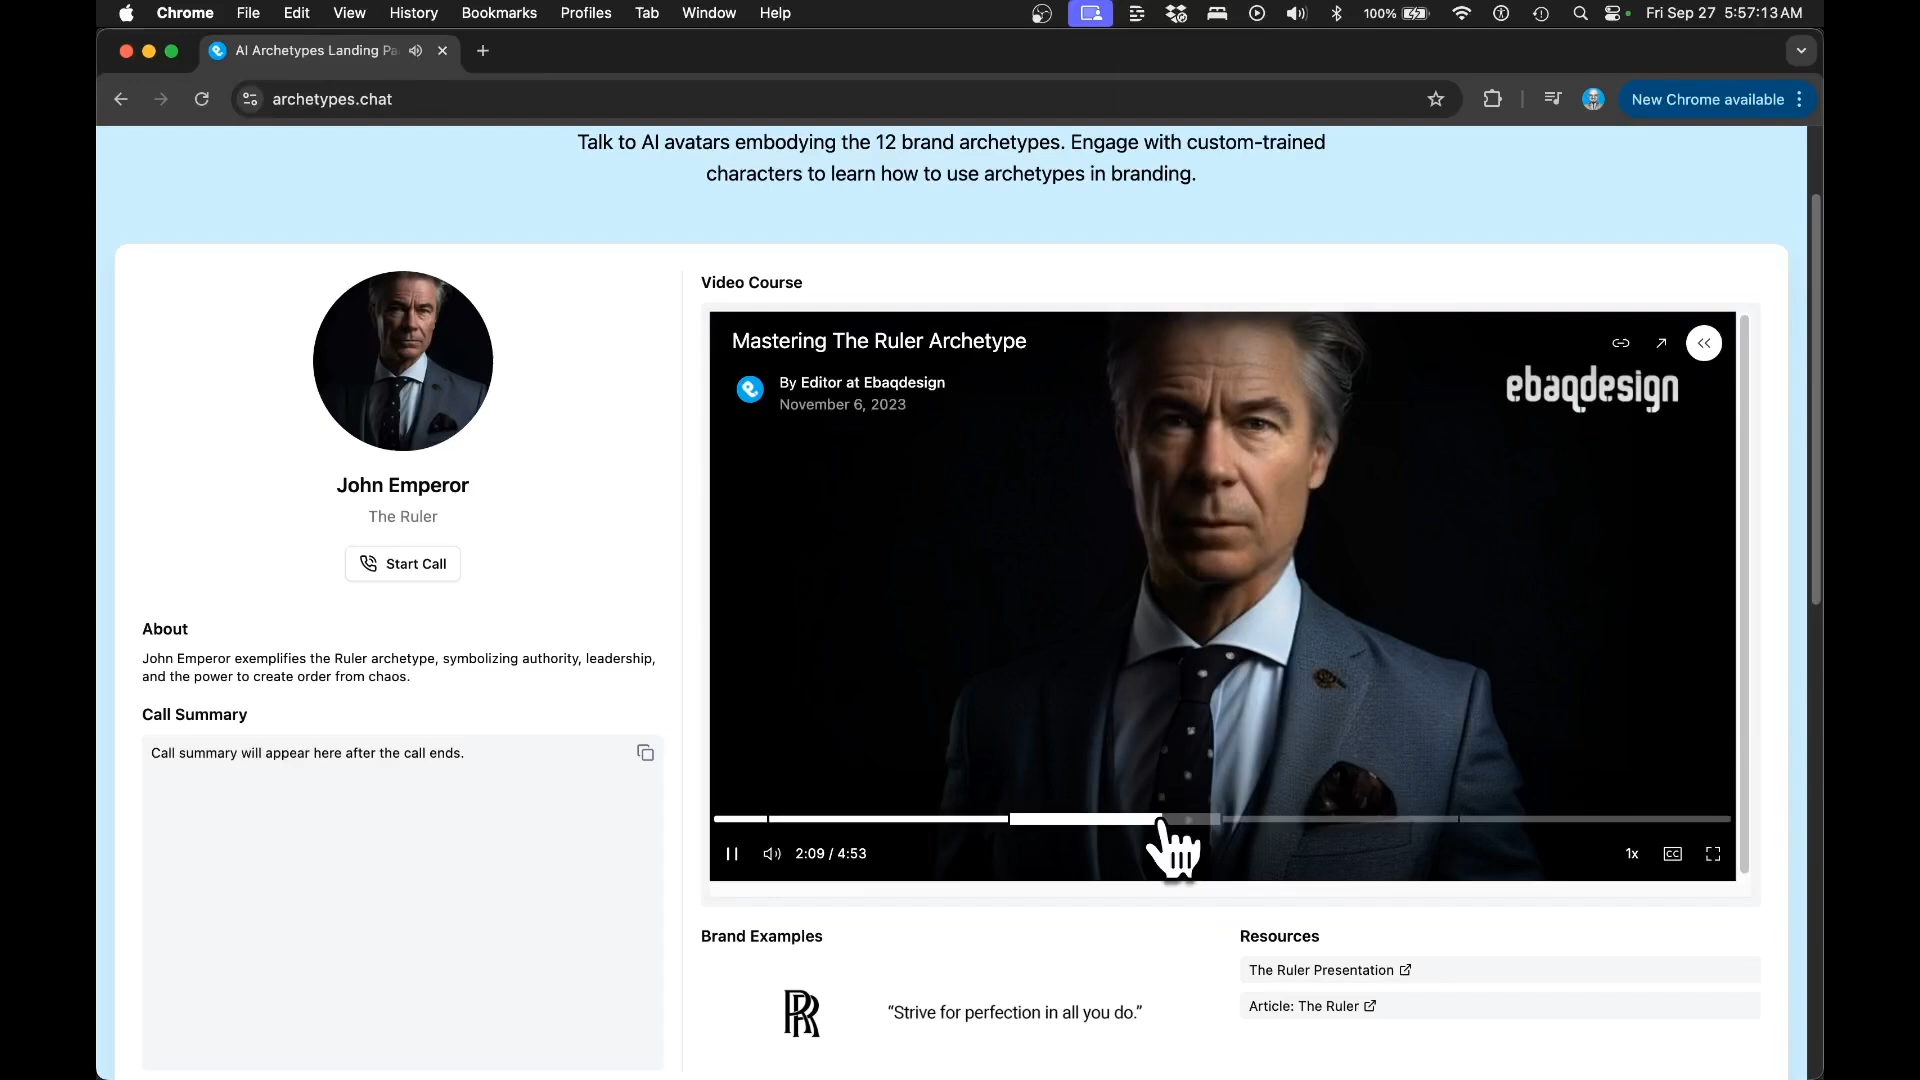 Chrome File Edit View History Bookmarks Profiles Tab Window Help 100% Fri Sep 27 5:57:13 AM
AI Archetypes Landing Pa
archetypes.chat
New Chrome available
Talk to AI avatars embodying the 12 brand archetypes. Engage with custom-trained
characters to learn how to use archetypes in branding.
John Emperor
The Ruler
Start Call
About
John Emperor exemplifies the Ruler archetype, symbolizing authority, leadership,
and the power to create order from chaos.
Call Summary
Call summary will appear here after the call ends.
Video Course
Mastering The Ruler Archetype
By Editor at Ebaqdesign
November 6, 2023
ebaqdesign
2:09 / 4:53
1x
CC
Brand Examples
RR
“Strive for perfection in all you do.”
Resources
The Ruler Presentation
Article: The Ruler